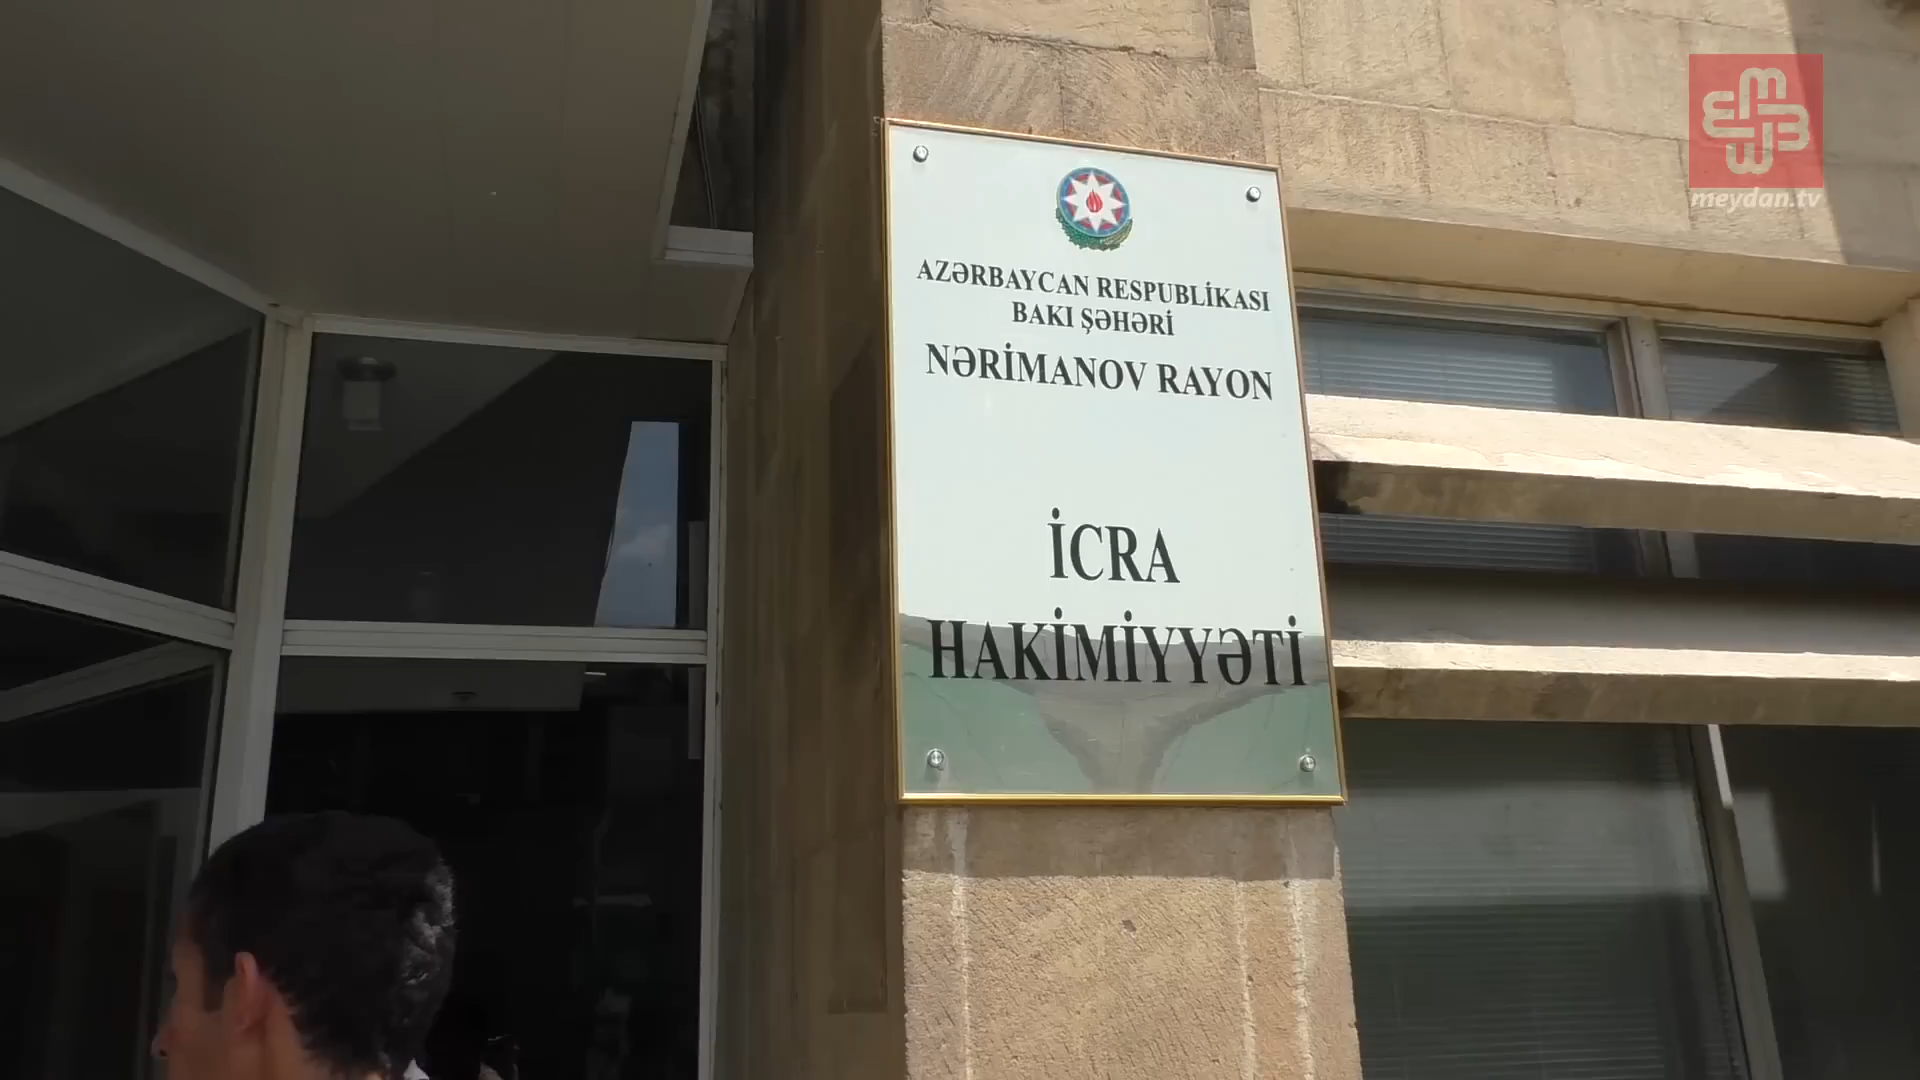 meydan.tv
AZƏRBAYCAN RESPUBLİKASI
BAKI ŞƏHƏRİ
NƏRİMANOV RAYON
İCRA
HAKİMİYYƏTİ